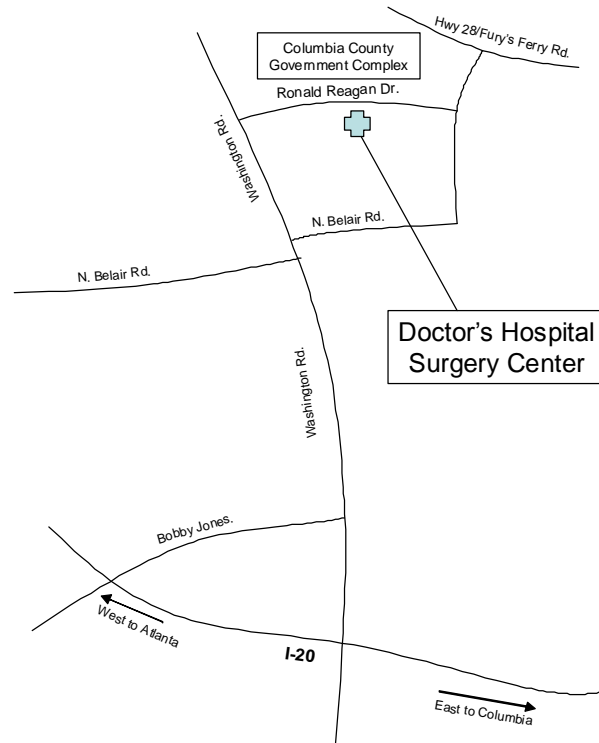 Hwy 28/Fury's Ferry Rd.
Columbia County
Government Complex
Ronald Reagan Dr.
Washington Rd.
N. Belair Rd.
N. Belair Rd.
Doctor's Hospital
Surgery Center
Washington Rd.
Bobby Jones.
West to Atlanta
I-20
East to Columbia